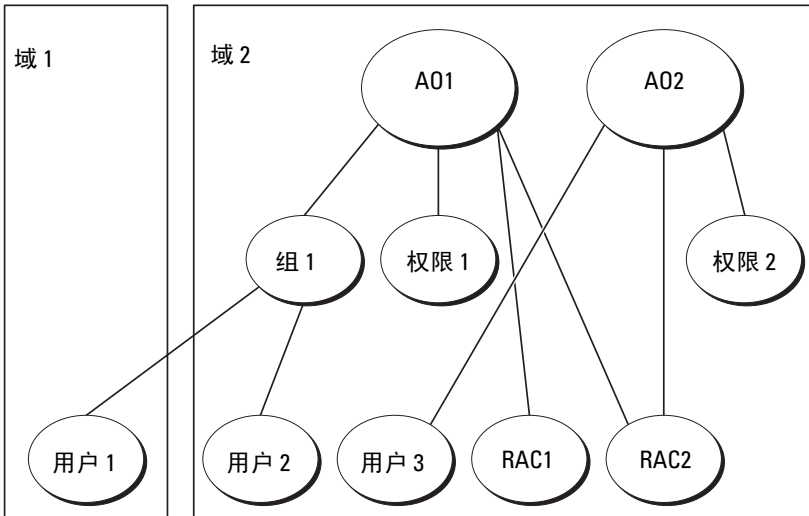 域 1
域 2
A01
A02
组 1
权限 1
权限 2
用户 1
用户 2
用户 3
RAC1
RAC2